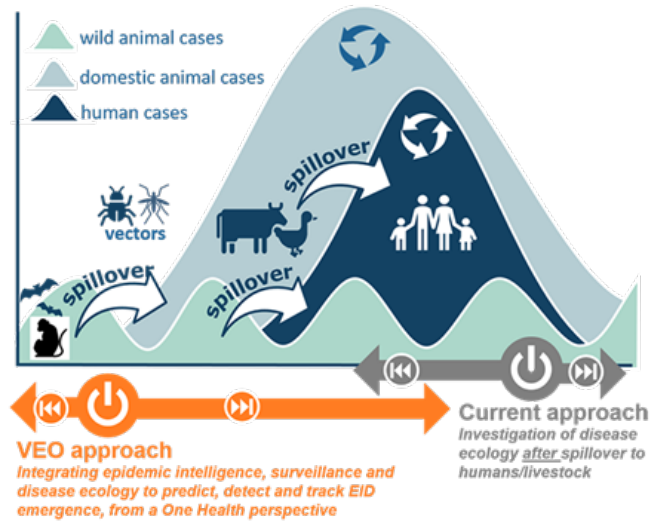 wild animal cases
domestic animal cases
human cases
spillover
vectors
spillover
spillover
VEO approach
Integrating epidemic intelligence, surveillance and
disease ecology to predict, detect and track EID
emergence, from a One Health perspective
Current approach
Investigation of disease
ecology after spillover to
humans/livestock